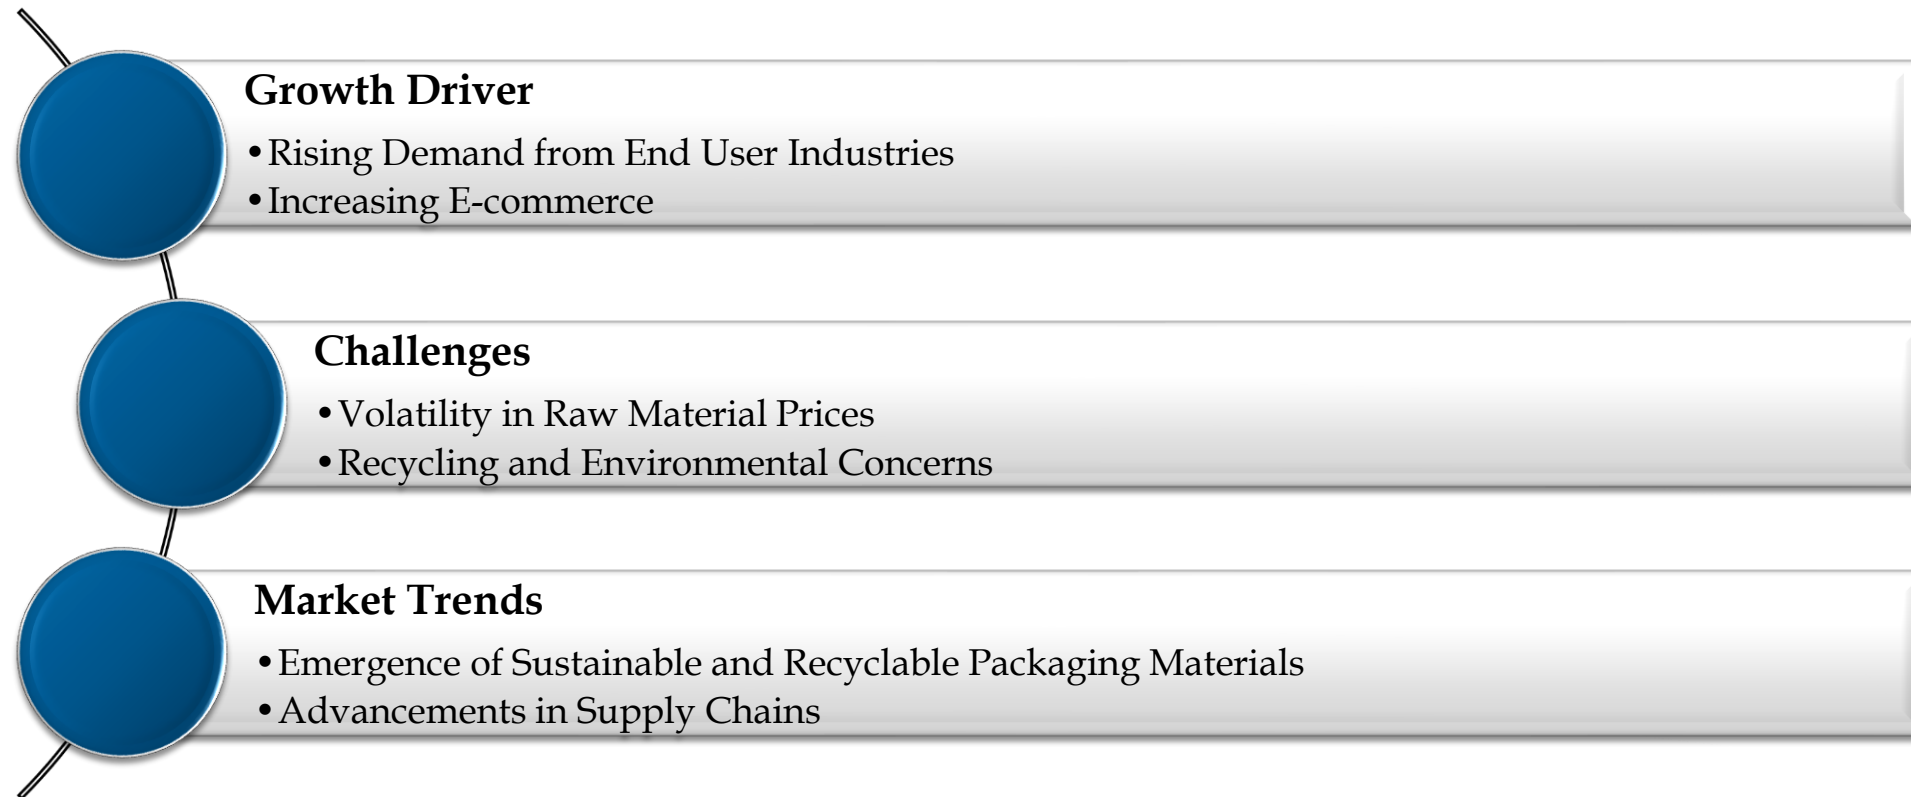 Growth Driver
•Rising Demand from End User Industries
•Increasing E-commerce
Challenges
•Volatility in Raw Material Prices
•Recycling and Environmental Concerns
Market Trends
•Emergence of Sustainable and Recyclable Packaging Materials
•Advancements in Supply Chains